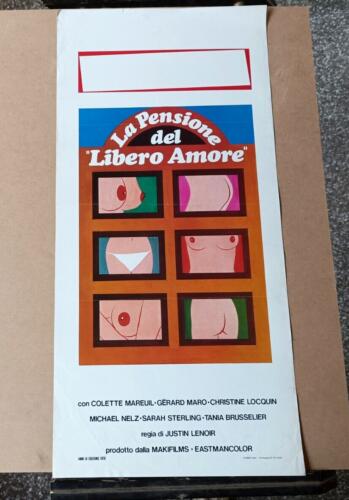 La Pensione
del
"Libero Amore"
con COLETTE MAREUIL · GÉRARD MARO · CHRISTINE LOCQUIN
MICHAEL NELZ · SARAH STERLING · TANIA BRUSSELIER
regia di JUSTIN LENOIR
prodotto dalla MAKIFILMS · EASTMANCOLOR